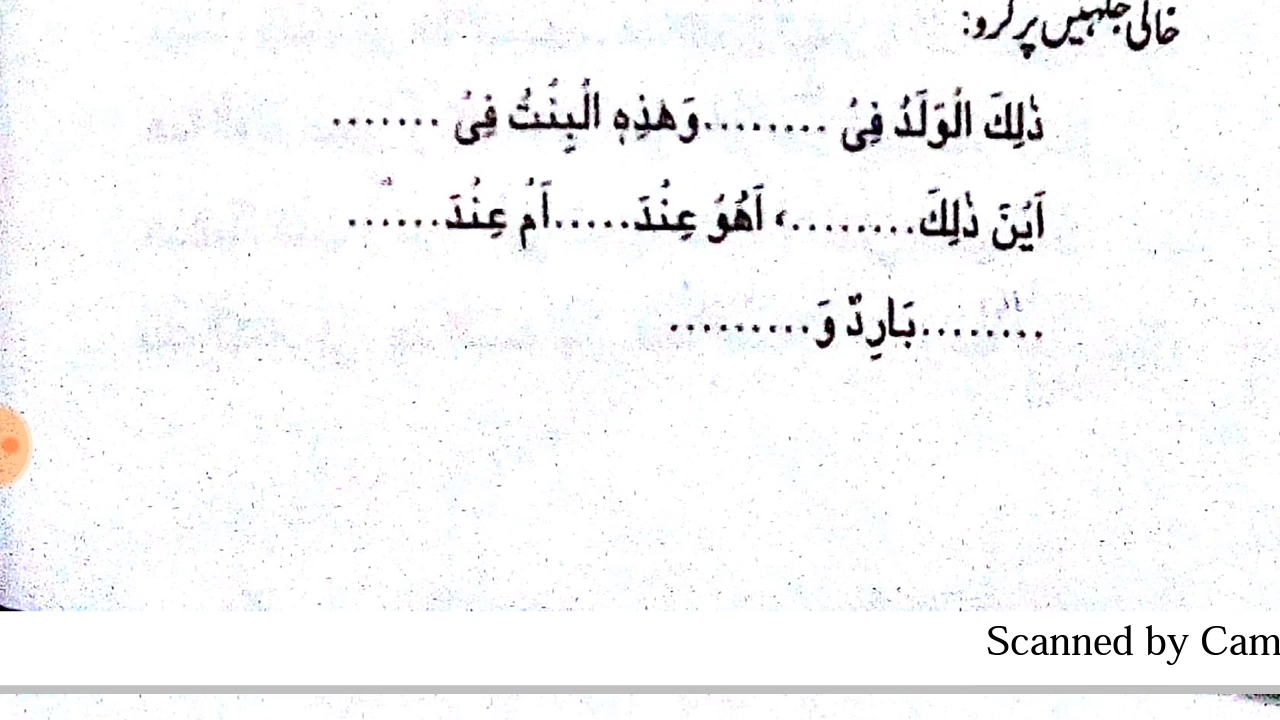 خالی جگہیں پر کرو:
ذٰلِكَ الْوَلَدُ فِیْ ........وَهٰذِهِ الْبِنْتُ فِیْ .......
اَیْنَ ذٰلِكَ........، اَهُوَ عِنْدَ.....اَمْ عِنْدَ......
........بَارِدٌ وَ.........
Scanned by Cam